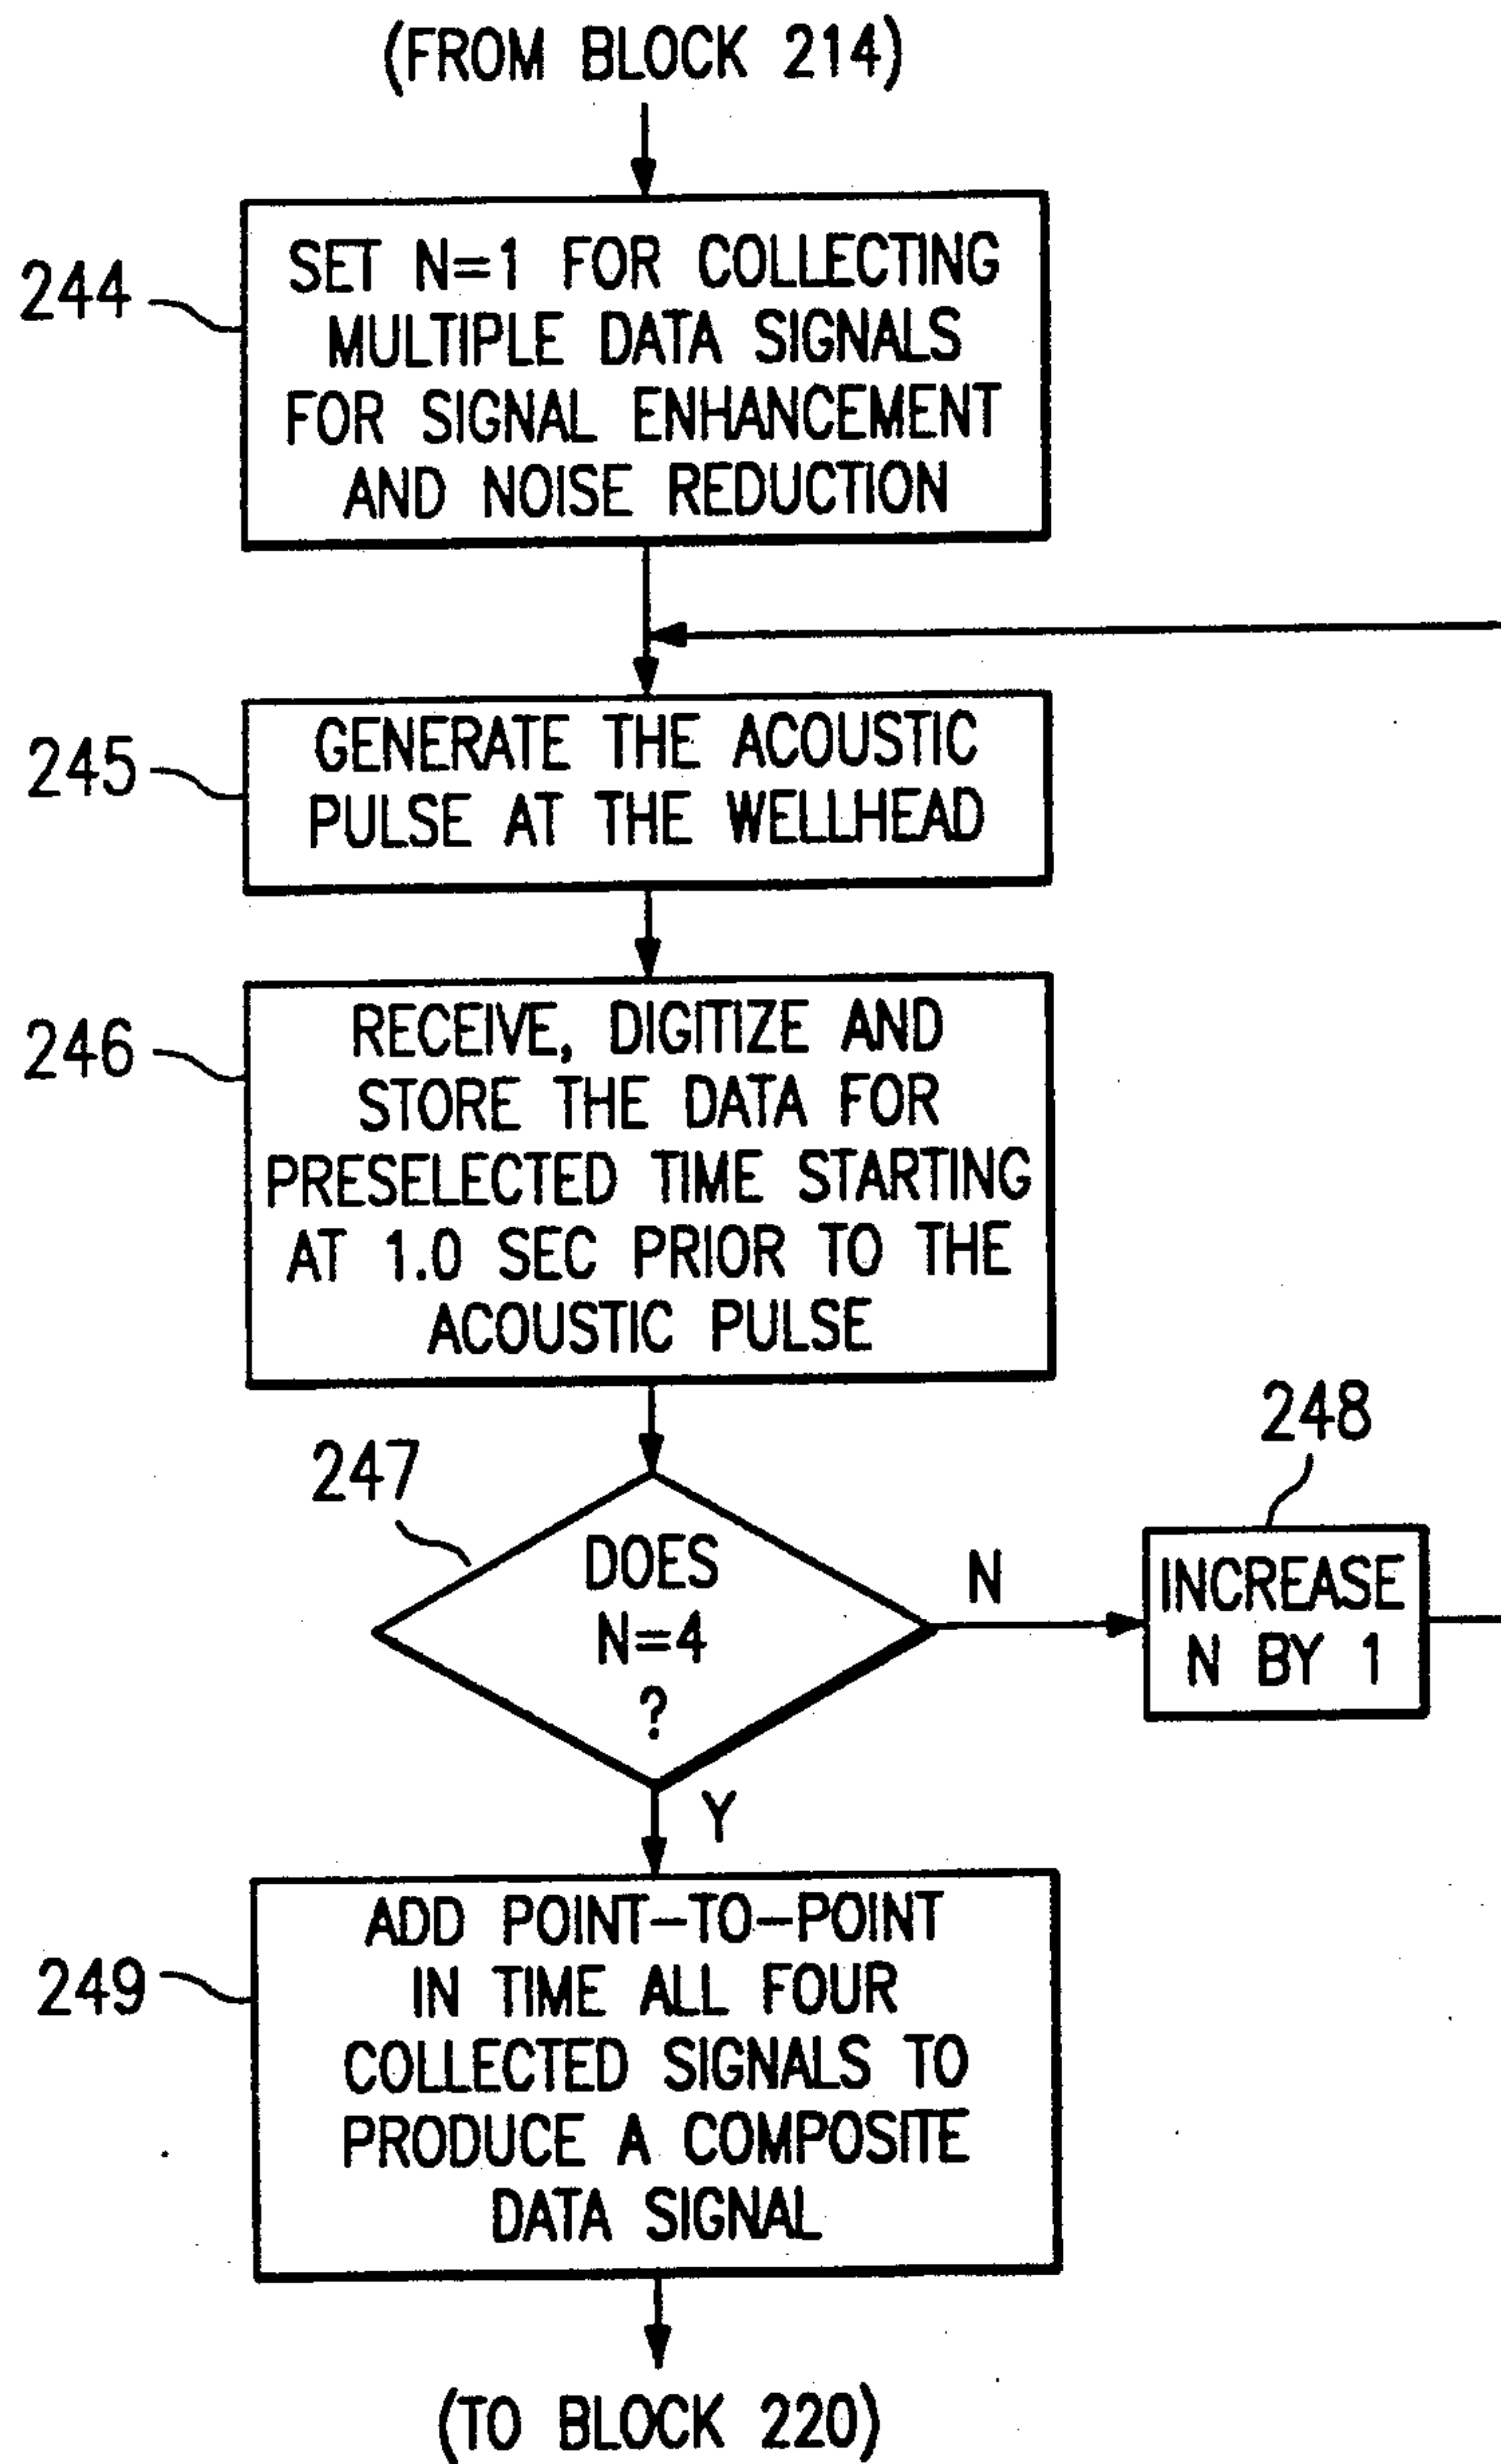 (FROM BLOCK 214)
244
SET N=1 FOR COLLECTING
MULTIPLE DATA SIGNALS
FOR SIGNAL ENHANCEMENT
AND NOISE REDUCTION
245
GENERATE THE ACOUSTIC
PULSE AT THE WELLHEAD
246
RECEIVE, DIGITIZE AND
STORE THE DATA FOR
PRESELECTED TIME STARTING
AT 1.0 SEC PRIOR TO THE
ACOUSTIC PULSE
247
DOES
N=4
?
N
248
INCREASE
N BY 1
Y
249
ADD POINT-TO-POINT
IN TIME ALL FOUR
COLLECTED SIGNALS TO
PRODUCE A COMPOSITE
DATA SIGNAL
(TO BLOCK 220)